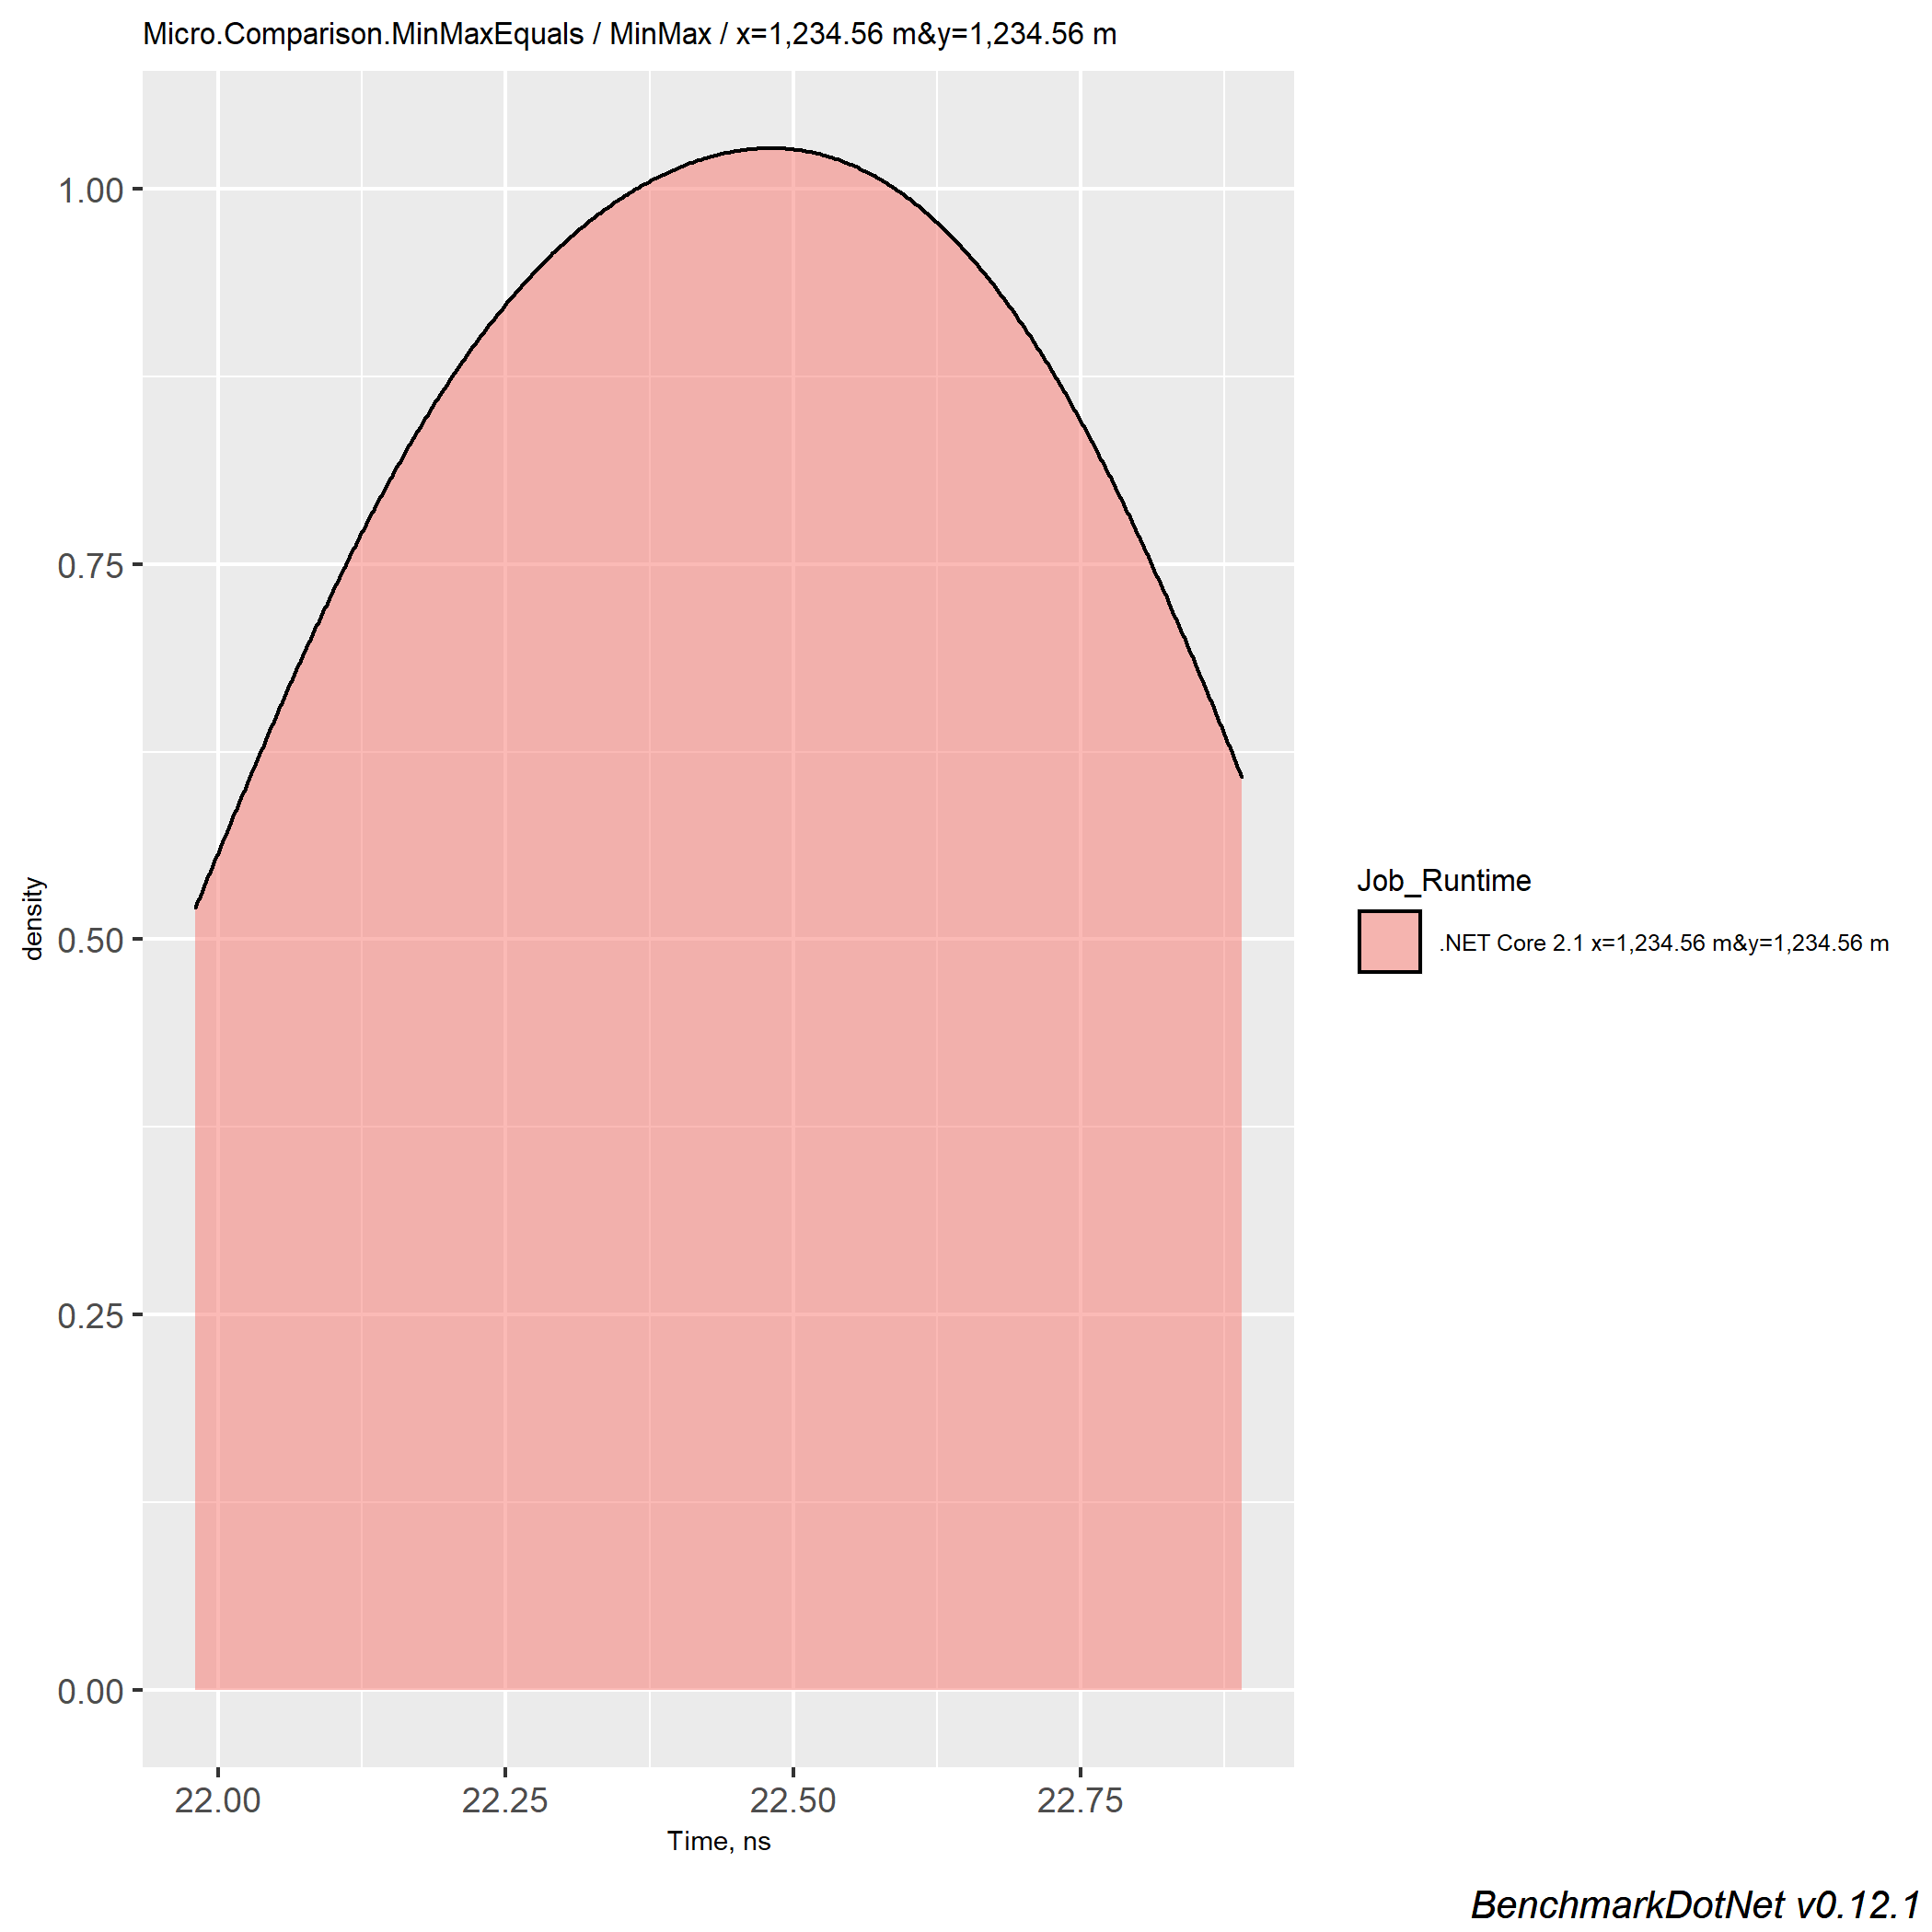 Micro.Comparison.MinMaxEquals / MinMax / x=1,234.56 m&y=1,234.56 m
1.00
0.75
0.50
0.25
0.00
density
22.00 22.25 22.50 22.75
Time, ns
Job_Runtime
.NET Core 2.1 x=1,234.56 m&y=1,234.56 m
BenchmarkDotNet v0.12.1